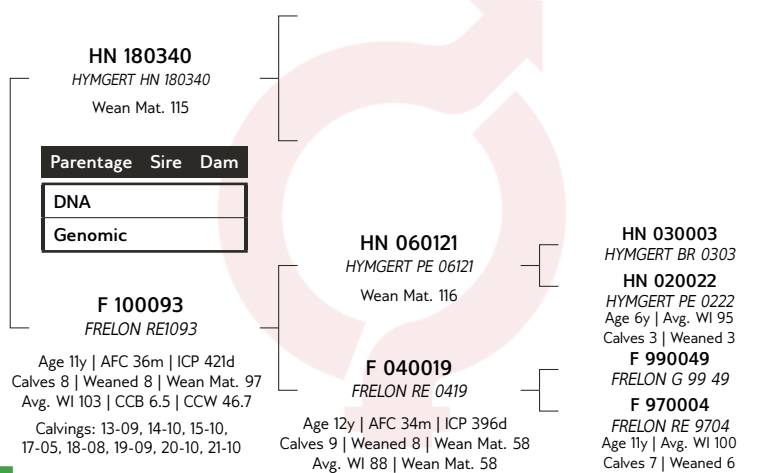 HN 180340
HYMGERT HN 180340
Wean Mat. 115
Parentage Sire Dam
DNA
Genomic
F 100093
FRELON RE1093
Age 11y | AFC 36m | ICP 421d
Calves 8 | Weaned 8 | Wean Mat. 97
Avg. WI 103 | CCB 6.5 | CCW 46.7
Calvings: 13-09, 14-10, 15-10,
17-05, 18-08, 19-09, 20-10, 21-10
HN 060121
HYMGERT PE 06121
Wean Mat. 116
F 040019
FRELON RE 0419
Age 12y | AFC 34m | ICP 396d
Calves 9 | Weaned 8 | Wean Mat. 58
Avg. WI 88 | Wean Mat. 58
HN 030003
HYMGERT BR 0303
HN 020022
HYMGERT PE 0222
Age 6y | Avg. WI 95
Calves 3 | Weaned 3
F 990049
FRELON G 99 49
F 970004
FRELON RE 9704
Age 11y | Avg. WI 100
Calves 7 | Weaned 6